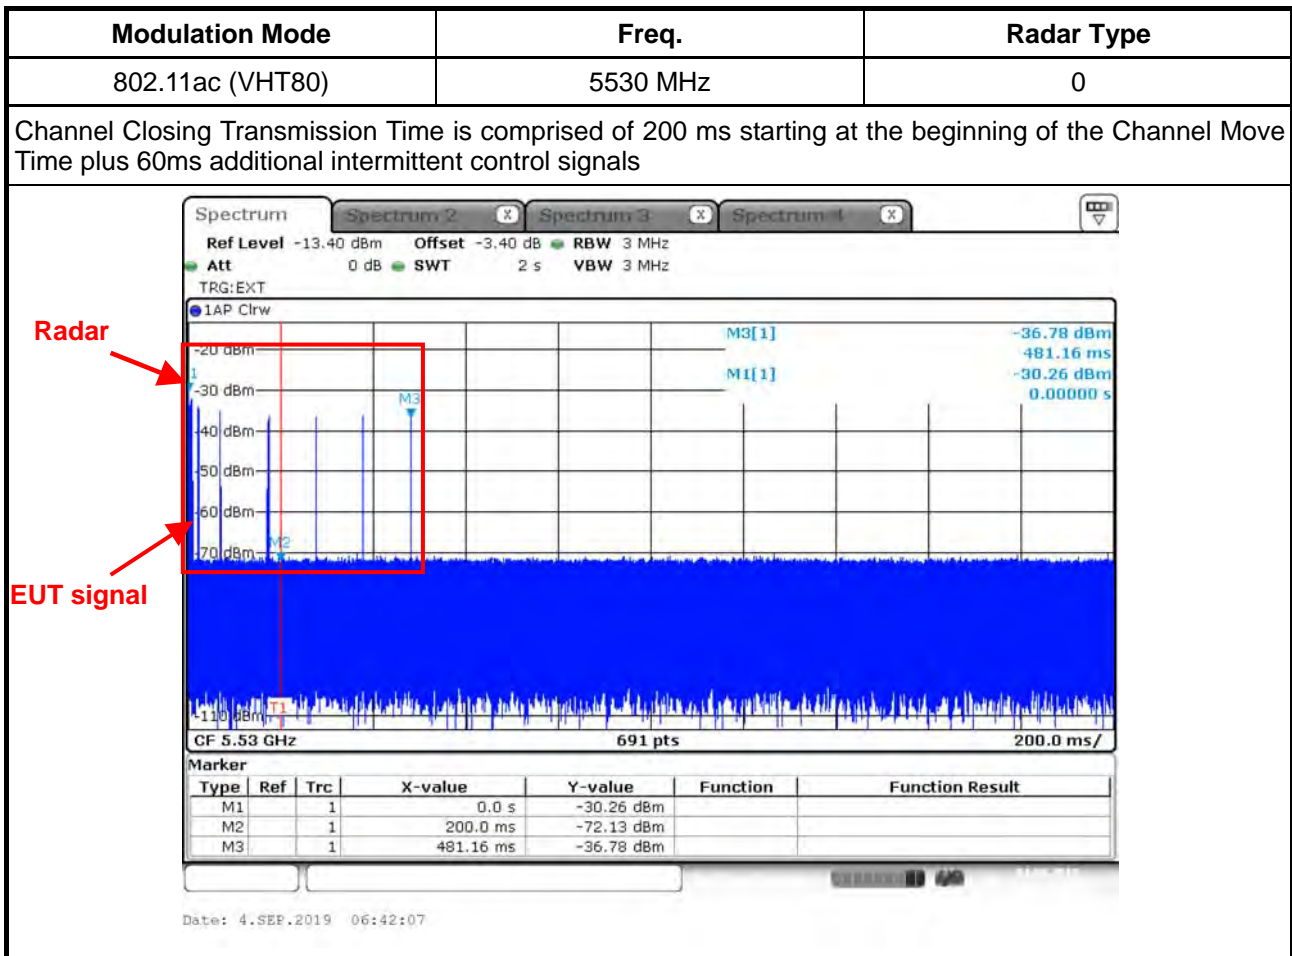 Modulation Mode Freq. Radar Type
802.11ac (VHT80) 5530 MHz 0
Channel Closing Transmission Time is comprised of 200 ms starting at the beginning of the Channel Move
Time plus 60ms additional intermittent control signals
Spectrum Spectrum 2 X Spectrum 3 X Spectrum 4 X
Ref Level -13.40 dBm Offset -3.40 dB RBW 3 MHz
Att 0 dB SWT 2 s VBW 3 MHz
TRG:EXT
1AP Clrw
Radar
M3[1] -36.78 dBm
481.16 ms
M1[1] -30.26 dBm
0.00000 s
-20 dBm
1
-30 dBm
M3
-40 dBm
-50 dBm
-60 dBm
M2
-70 dBm
EUT signal
T1
-110 dBm
CF 5.53 GHz 691 pts 200.0 ms/
Marker
Type Ref Trc X-value Y-value Function Function Result
M1 1 0.0 s -30.26 dBm
M2 1 200.0 ms -72.13 dBm
M3 1 481.16 ms -36.78 dBm
Date: 4.SEP.2019 06:42:07